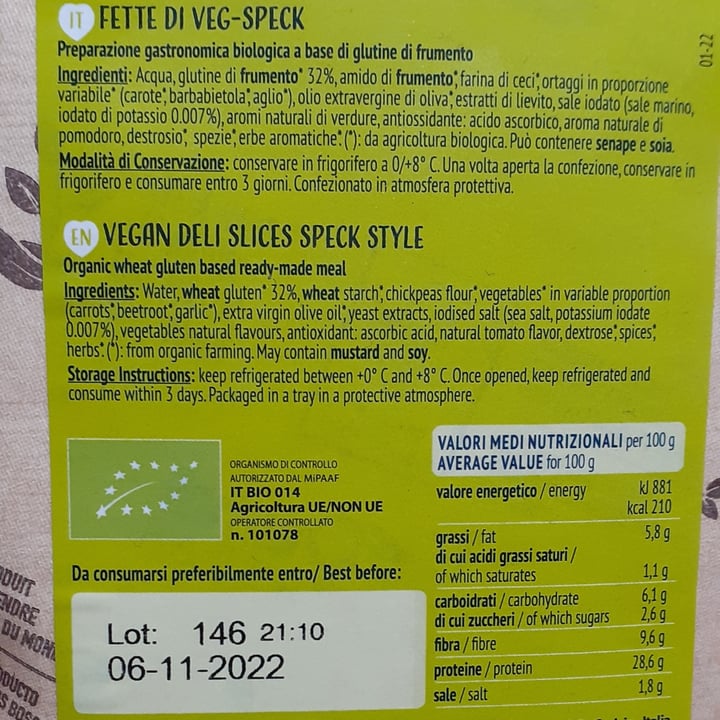 IT FETTE DI VEG-SPECK
01-22
Preparazione gastronomica biologica a base di glutine di frumento
Ingredienti: Acqua, glutine di frumento* 32%, amido di frumento*, farina di ceci*, ortaggi in proporzione
variabile* (carote*, barbabietola*, aglio*), olio extravergine di oliva*, estratti di lievito, sale iodato (sale marino,
iodato di potassio 0.007%), aromi naturali di verdure, antiossidante: acido ascorbico, aroma naturale di
pomodoro, destrosio*, spezie*, erbe aromatiche*. (*): da agricoltura biologica. Può contenere senape e soia.
Modalità di Conservazione: conservare in frigorifero a 0/+8° C. Una volta aperta la confezione, conservare in
frigorifero e consumare entro 3 giorni. Confezionato in atmosfera protettiva.
EN VEGAN DELI SLICES SPECK STYLE
Organic wheat gluten based ready-made meal
Ingredients: Water, wheat gluten* 32%, wheat starch*, chickpeas flour*, vegetables* in variable proportion
(carrots*, beetroot*, garlic*), extra virgin olive oil*, yeast extracts, iodised salt (sea salt, potassium iodate
0.007%), vegetables natural flavours, antioxidant: ascorbic acid, natural tomato flavor, dextrose*, spices*,
herbs*. (*): from organic farming. May contain mustard and soy.
Storage Instructions: keep refrigerated between +0° C and +8° C. Once opened, keep refrigerated and
consume within 3 days. Packaged in a tray in a protective atmosphere.
ORGANISMO DI CONTROLLO
AUTORIZZATO DAL MiPAAF
IT BIO 014
Agricoltura UE/NON UE
OPERATORE CONTROLLATO
n. 101078
Da consumarsi preferibilmente entro/ Best before:
Lot: 146 21:10
06-11-2022
VALORI MEDI NUTRIZIONALI per 100 g
AVERAGE VALUE for 100 g
valore energetico / energy kJ 881
kcal 210
grassi / fat 5,8 g
di cui acidi grassi saturi /
of which saturates 1,1 g
carboidrati / carbohydrate 6,1 g
di cui zuccheri / of which sugars 2,6 g
fibra / fibre 9,6 g
proteine / protein 28,6 g
sale / salt 1,8 g
DU MON